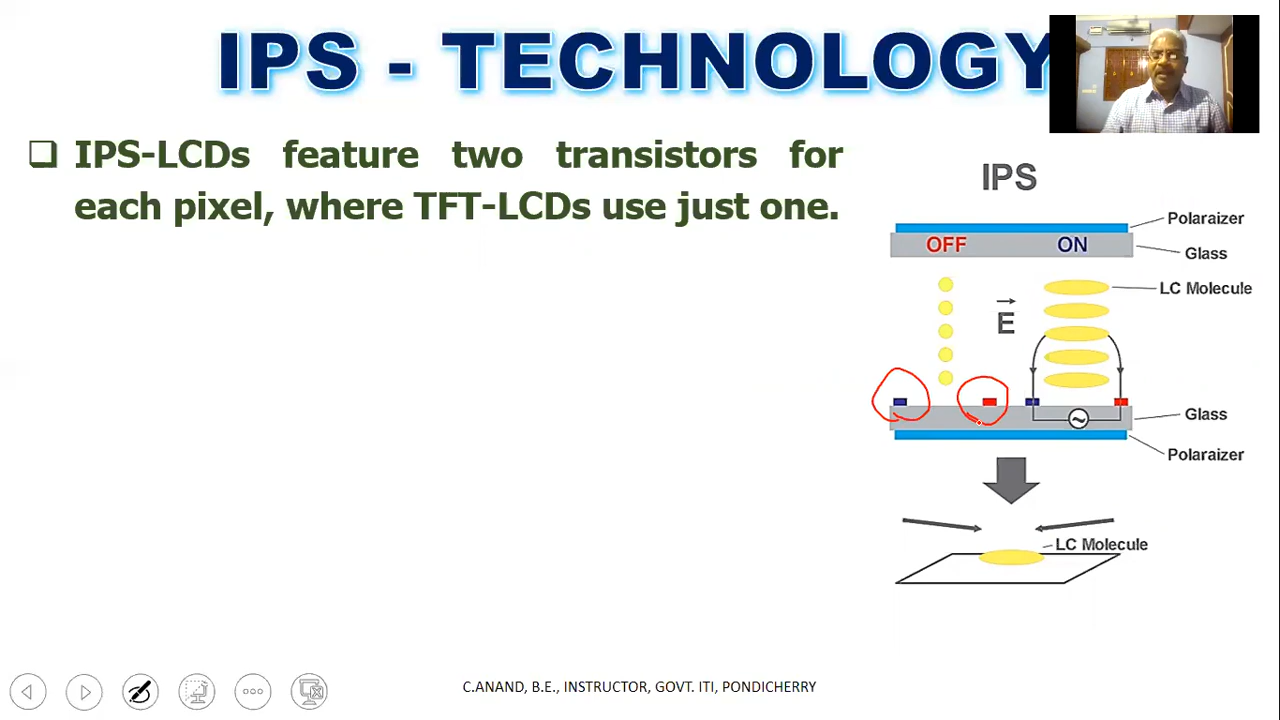 IPS - TECHNOLOGY
❑ IPS-LCDs feature two transistors for
each pixel, where TFT-LCDs use just one.
IPS
Polaraizer
OFF
ON
Glass
LC Molecule
E
Glass
Polaraizer
LC Molecule
C.ANAND, B.E., INSTRUCTOR, GOVT. ITI, PONDICHERRY